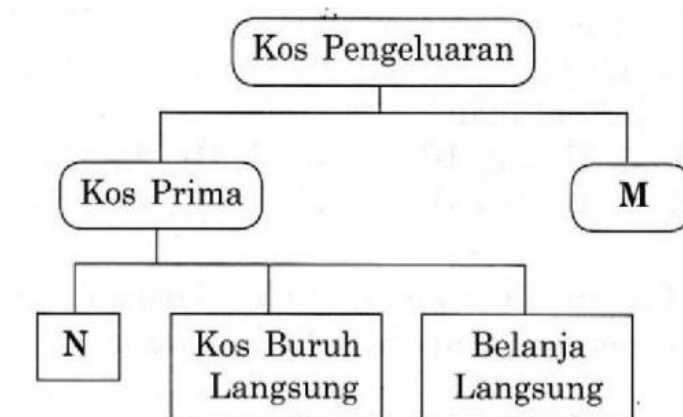 Kos Pengeluaran
Kos Prima
M
N
Kos Buruh
Langsung
Belanja
Langsung